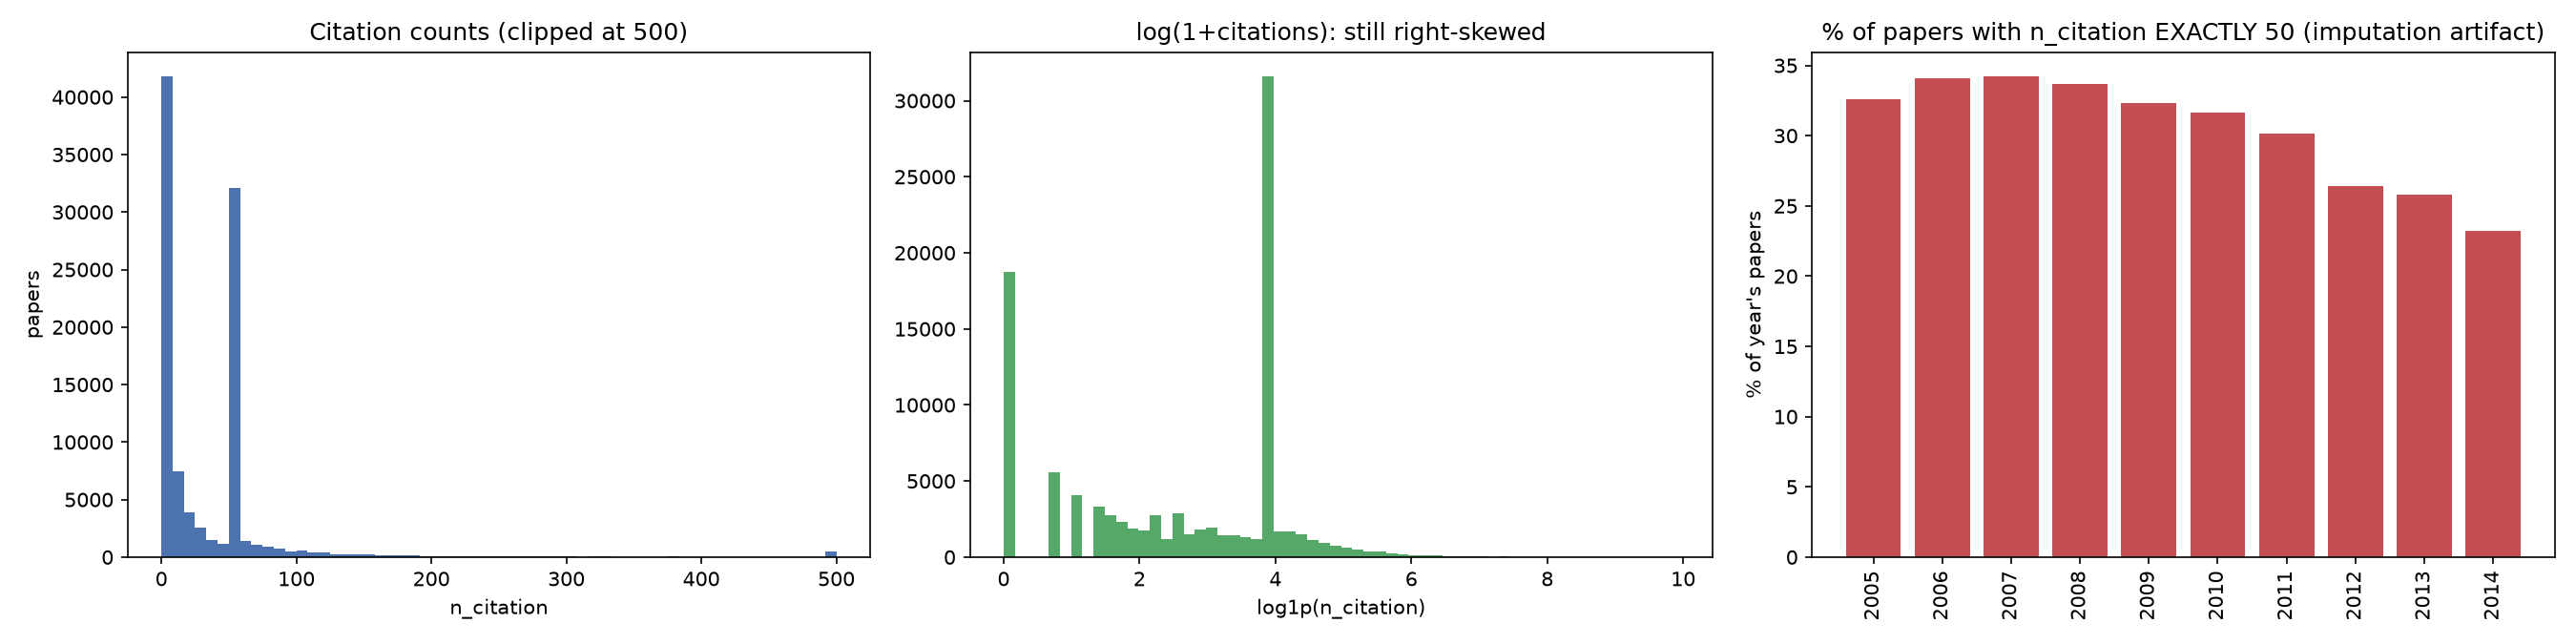 Citation counts (clipped at 500)
papers
40000
35000
30000
25000
20000
15000
10000
5000
0
0 100 200 300 400 500
n_citation
log(1+citations): still right-skewed
30000
25000
20000
15000
10000
5000
0
0 2 4 6 8 10
log1p(n_citation)
% of papers with n_citation EXACTLY 50 (imputation artifact)
% of year's papers
35
30
25
20
15
10
5
0
2005 2006 2007 2008 2009 2010 2011 2012 2013 2014